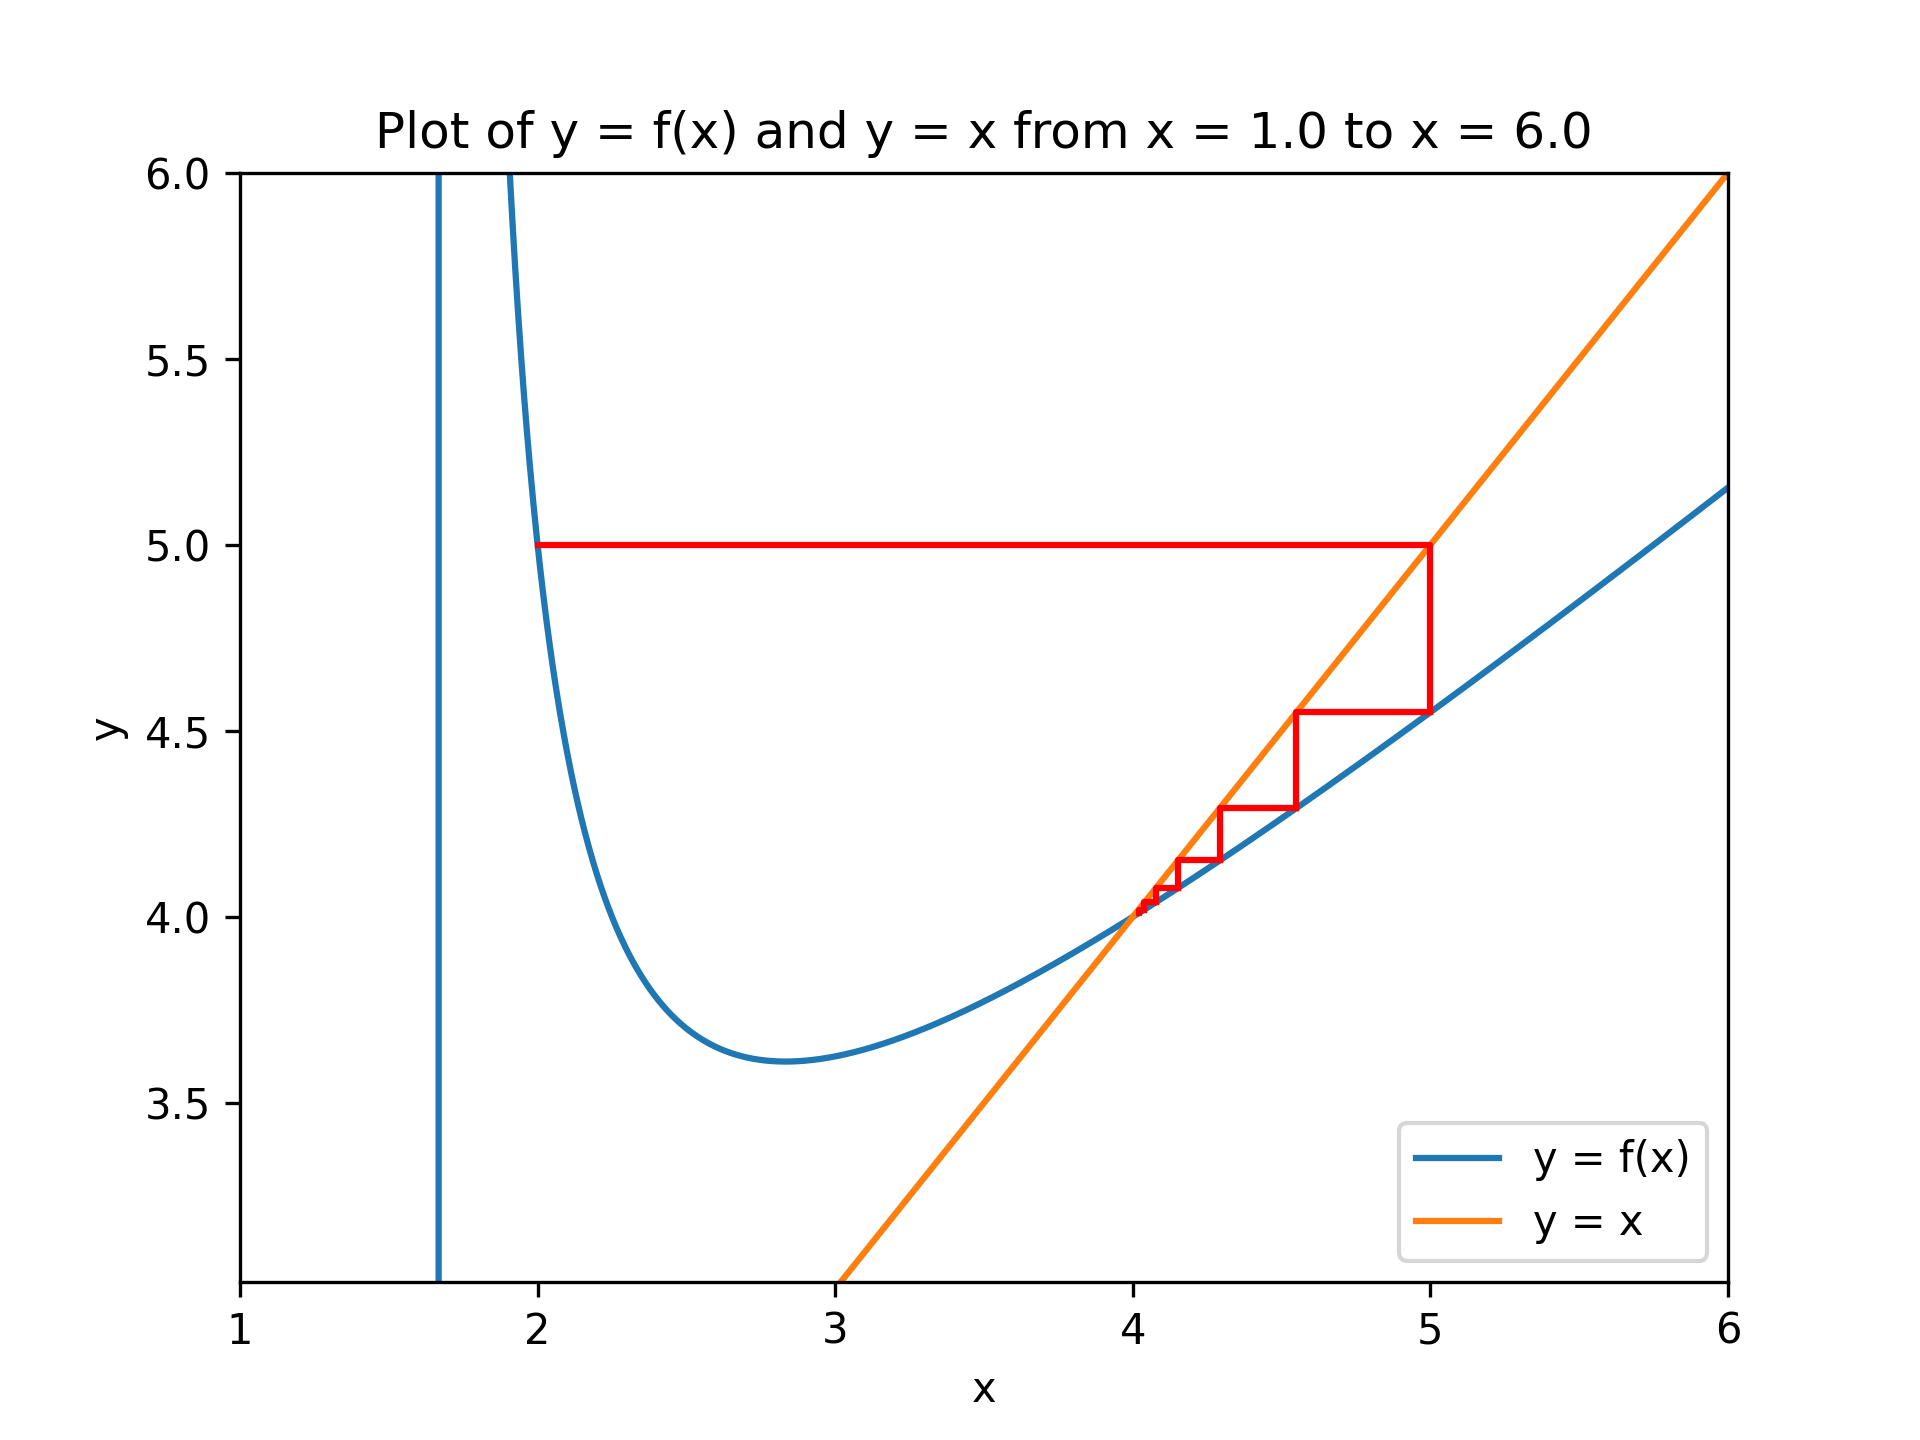 Plot of y = f(x) and y = x from x = 1.0 to x = 6.0
6.0
5.5
5.0
4.5
4.0
3.5
y
1 2 3 4 5 6
x
y = f(x)
y = x